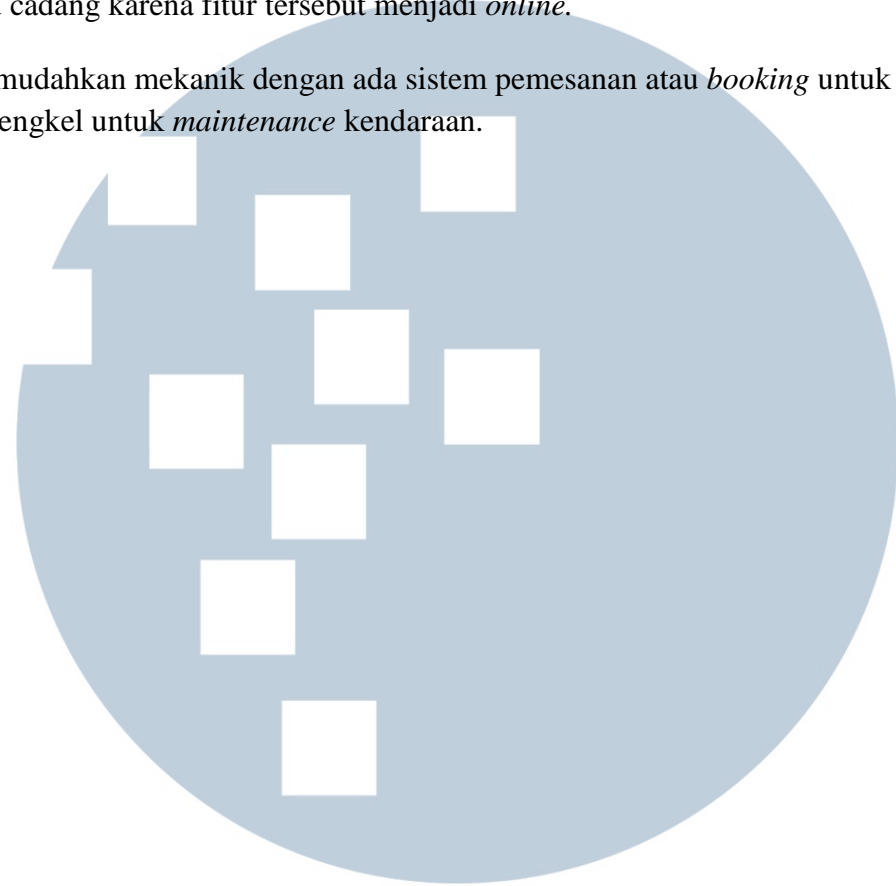 cadang karena fitur tersebut menjadi online.
mudahkan mekanik dengan ada sistem pemesanan atau booking untuk
engkel untuk maintenance kendaraan.